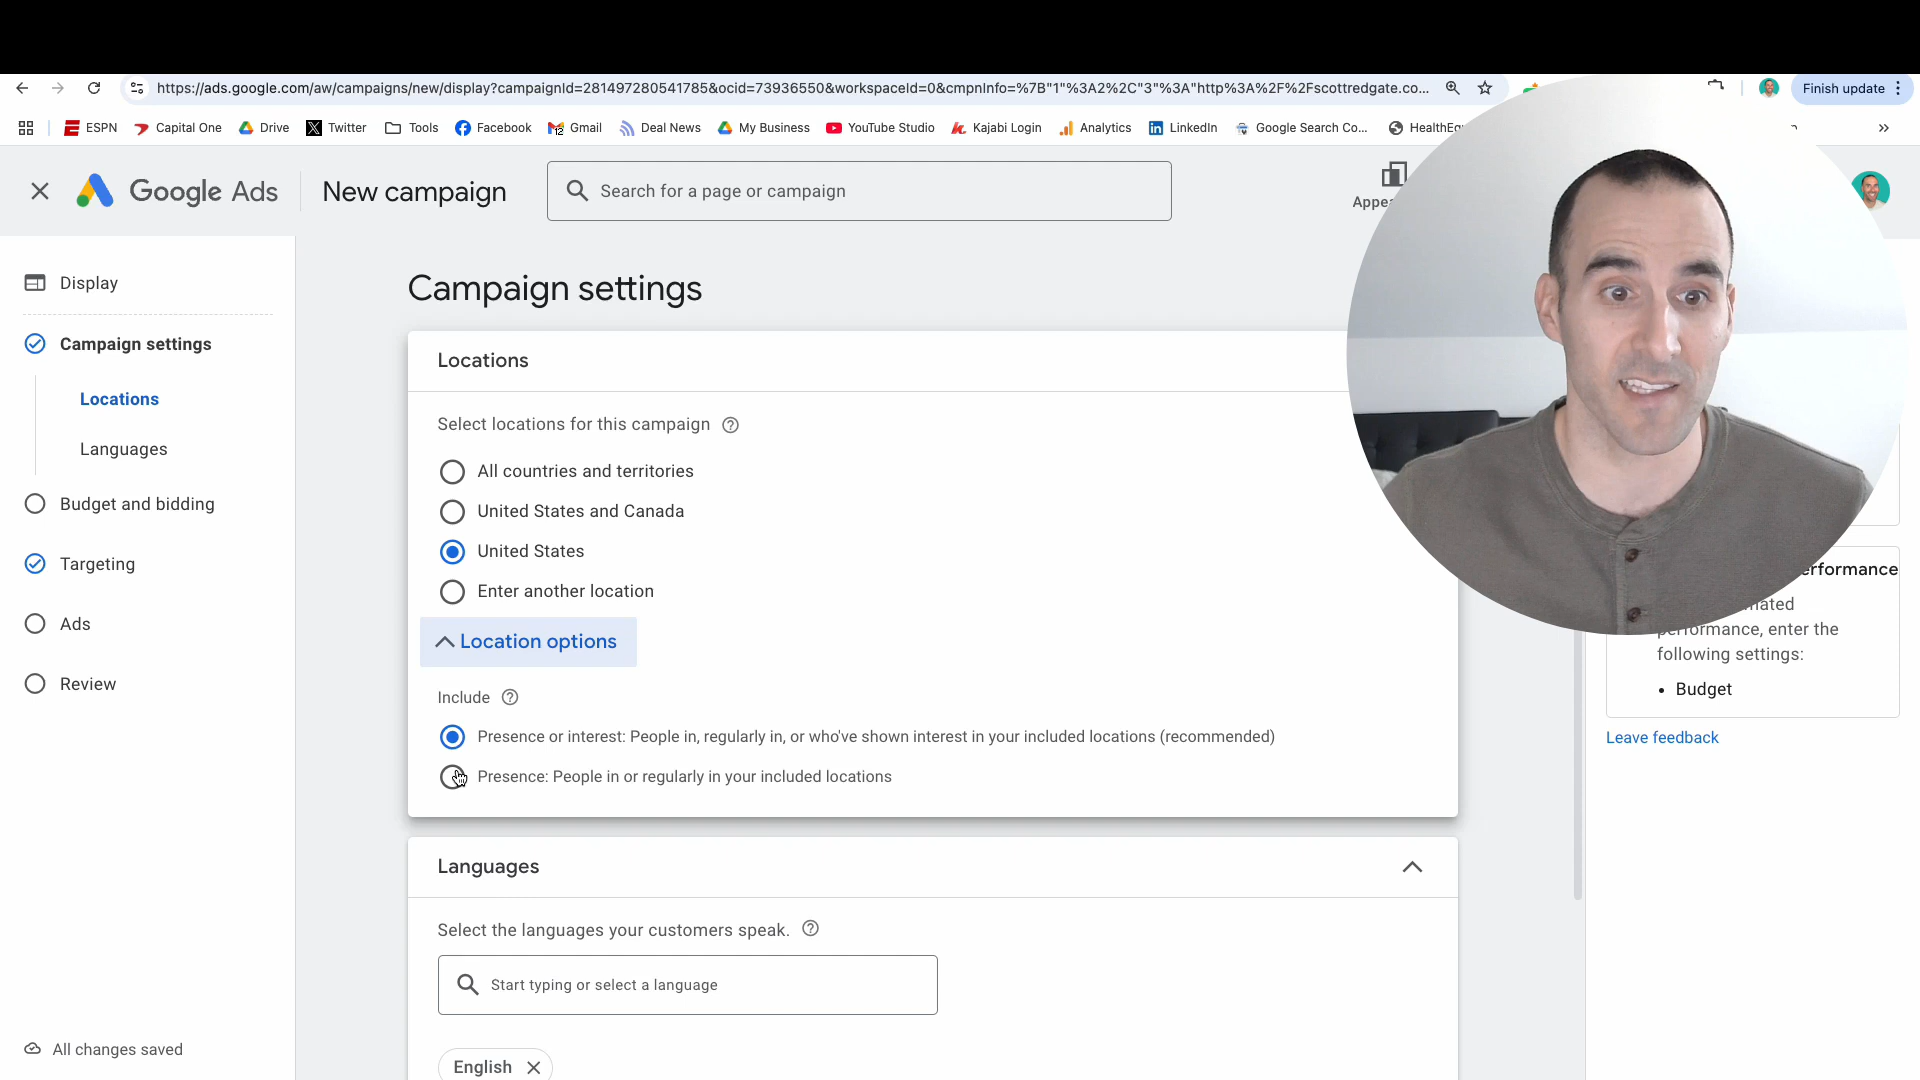 https://ads.google.com/aw/campaigns/new/display?campaignId=281497280541785&ocid=73936550&workspaceId=0&cmpnInfo=%7B"1"%3A2%2C"3"%3A"http%3A%2F%2Fscottredgate.co...
Finish update
ESPN
Capital One
Drive
Twitter
Tools
Facebook
Gmail
Deal News
My Business
YouTube Studio
Kajabi Login
Analytics
LinkedIn
Google Search Co...
Google Ads
New campaign
Search for a page or campaign
Display
Campaign settings
Locations
Languages
Budget and bidding
Targeting
Ads
Review
All changes saved
Campaign settings
Locations
Select locations for this campaign
All countries and territories
United States and Canada
United States
Enter another location
Location options
Include
Presence or interest: People in, regularly in, or who've shown interest in your included locations (recommended)
Presence: People in or regularly in your included locations
Languages
Select the languages your customers speak.
Start typing or select a language
English
performance, enter the
following settings:
• Budget
Leave feedback